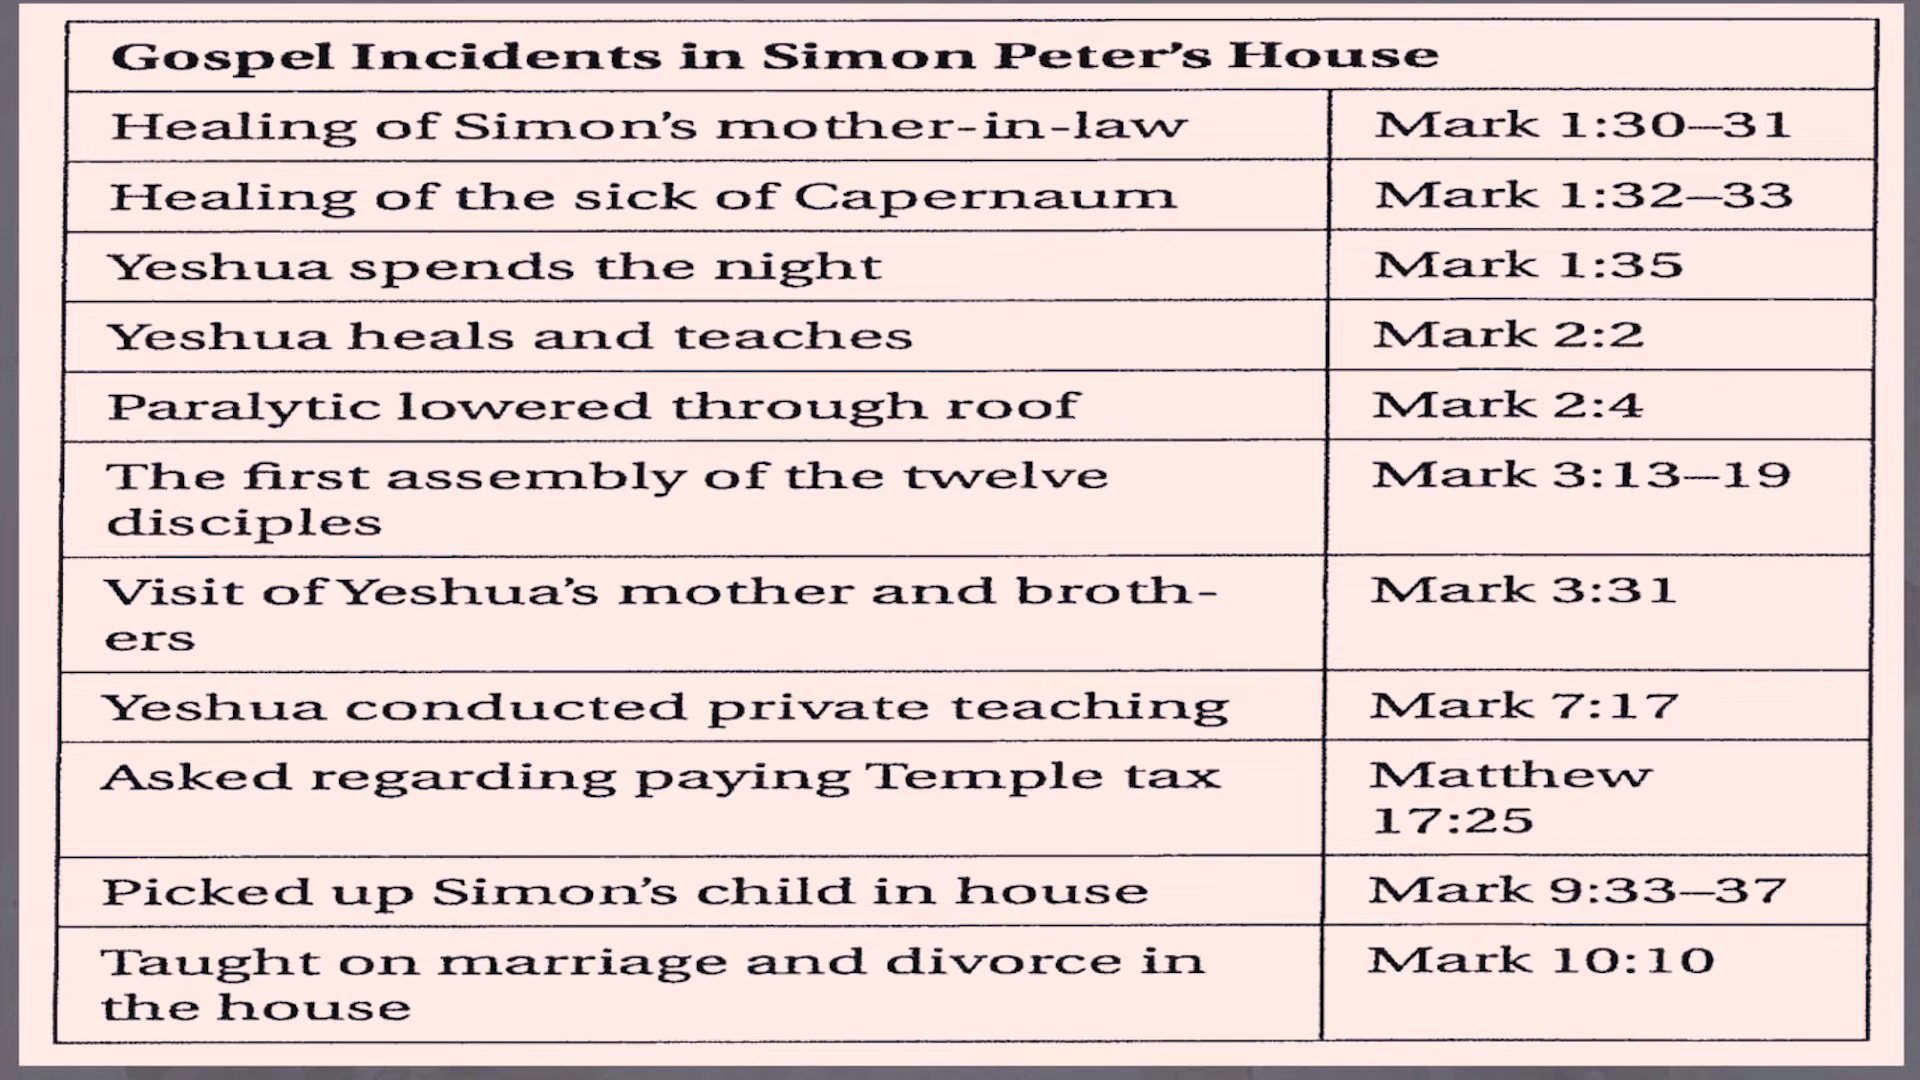 Gospel Incidents in Simon Peter's House
Healing of Simon's mother-in-law Mark 1:30–31
Healing of the sick of Capernaum Mark 1:32–33
Yeshua spends the night Mark 1:35
Yeshua heals and teaches Mark 2:2
Paralytic lowered through roof Mark 2:4
The first assembly of the twelve Mark 3:13–19
disciples
Visit of Yeshua's mother and broth- Mark 3:31
ers
Yeshua conducted private teaching Mark 7:17
Asked regarding paying Temple tax Matthew
17:25
Picked up Simon's child in house Mark 9:33–37
Taught on marriage and divorce in Mark 10:10
the house